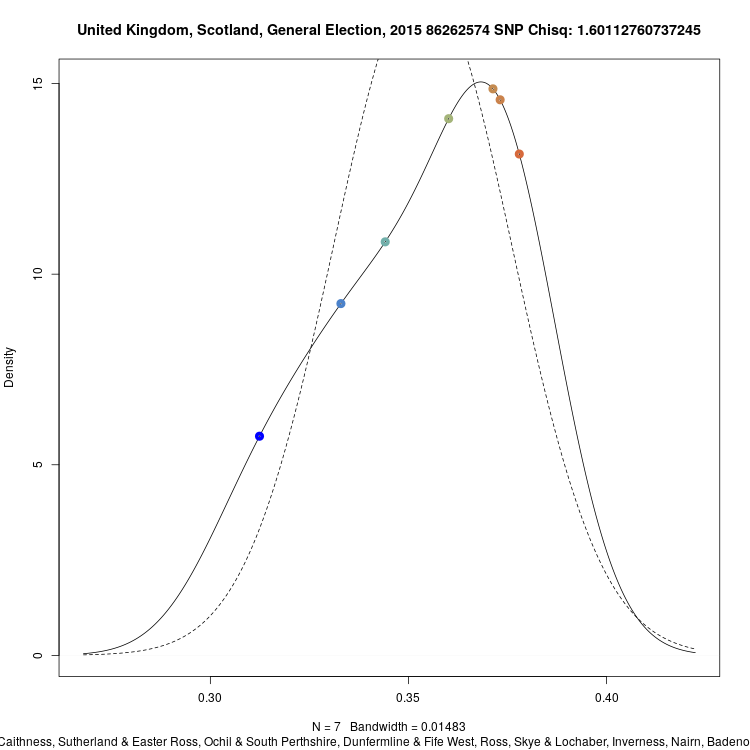 United Kingdom, Scotland, General Election, 2015 86262574 SNP Chisq: 1.60112760737245
Density
15
10
5
0
0.30 0.35 0.40
N = 7 Bandwidth = 0.01483
Caithness, Sutherland & Easter Ross, Ochil & South Perthshire, Dunfermline & Fife West, Ross, Skye & Lochaber, Inverness, Nairn, Badeno